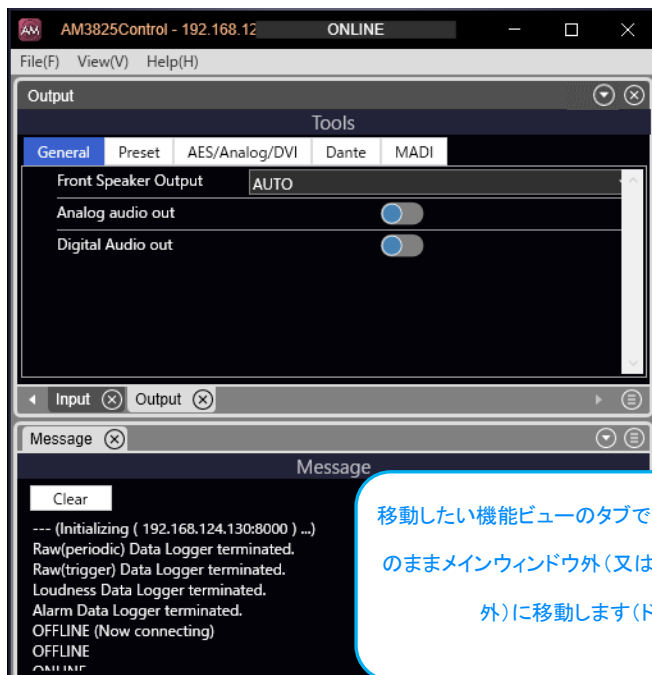 AM AM3825Control - 192.168.12 ONLINE
File(F) View(V) Help(H)
Output
Tools
General Preset AES/Analog/DVI Dante MADI
Front Speaker Output AUTO
Analog audio out
Digital Audio out
Input Output
Message
Message
Clear
--- (Initializing ( 192.168.124.130:8000 ) ...)
Raw(periodic) Data Logger terminated.
Raw(trigger) Data Logger terminated.
Loudness Data Logger terminated.
Alarm Data Logger terminated.
OFFLINE (Now connecting)
OFFLINE
ONLINE
移動したい機能ビューのタブで
のままメインウィンドウ外(又は
外)に移動します(ド